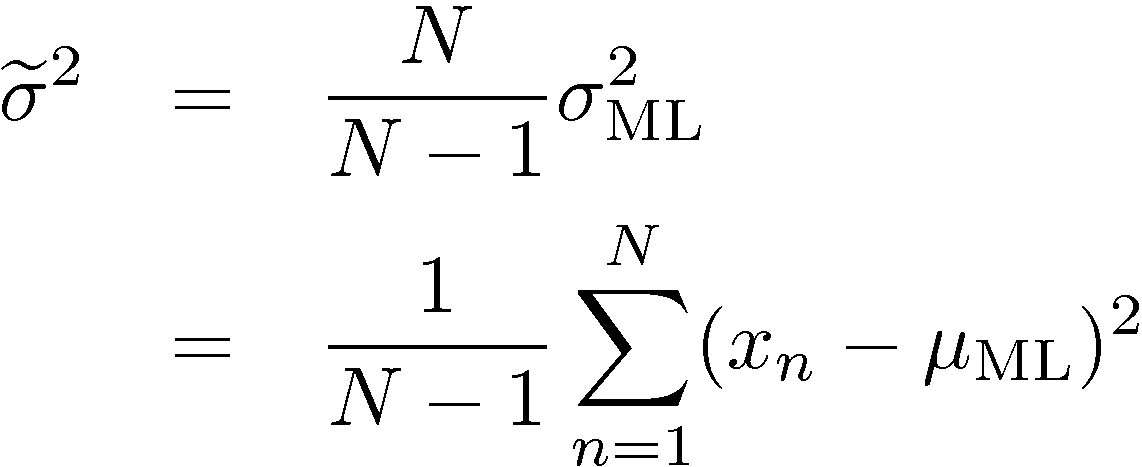 σ̃² = N/(N − 1) σ²_ML
= 1/(N − 1) ∑_{n=1}^{N} (x_n − μ_ML)²